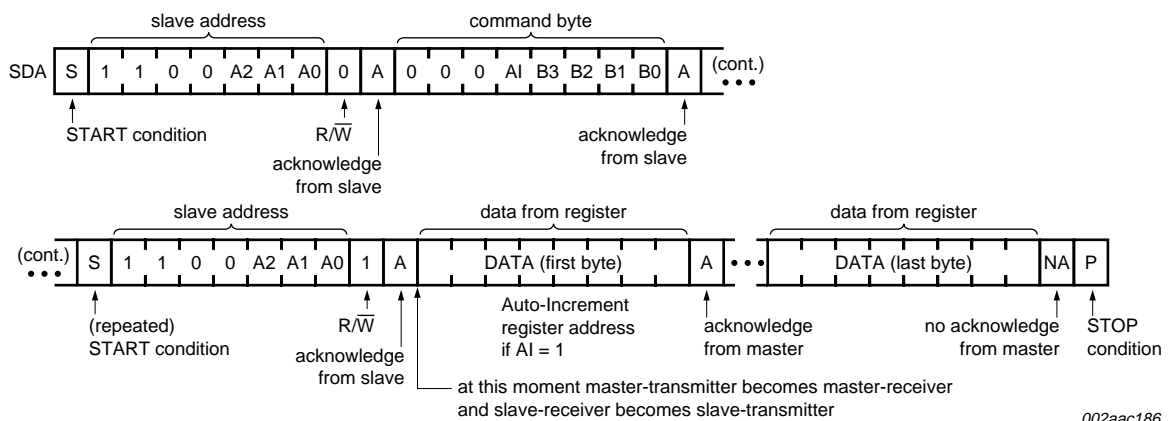 slave address command byte
SDA S 1 1 0 0 A2 A1 A0 0 A 0 0 0 AI B3 B2 B1 B0 A (cont.)
START condition R/W̅ acknowledge from slave acknowledge from slave
slave address data from register data from register
(cont.) S 1 1 0 0 A2 A1 A0 1 A DATA (first byte) A DATA (last byte) NA P
(repeated)
START condition
R/W̅
acknowledge
from slave
Auto-Increment
register address
if AI = 1
acknowledge
from master
no acknowledge
from master
STOP
condition
at this moment master-transmitter becomes master-receiver
and slave-receiver becomes slave-transmitter
002aac186